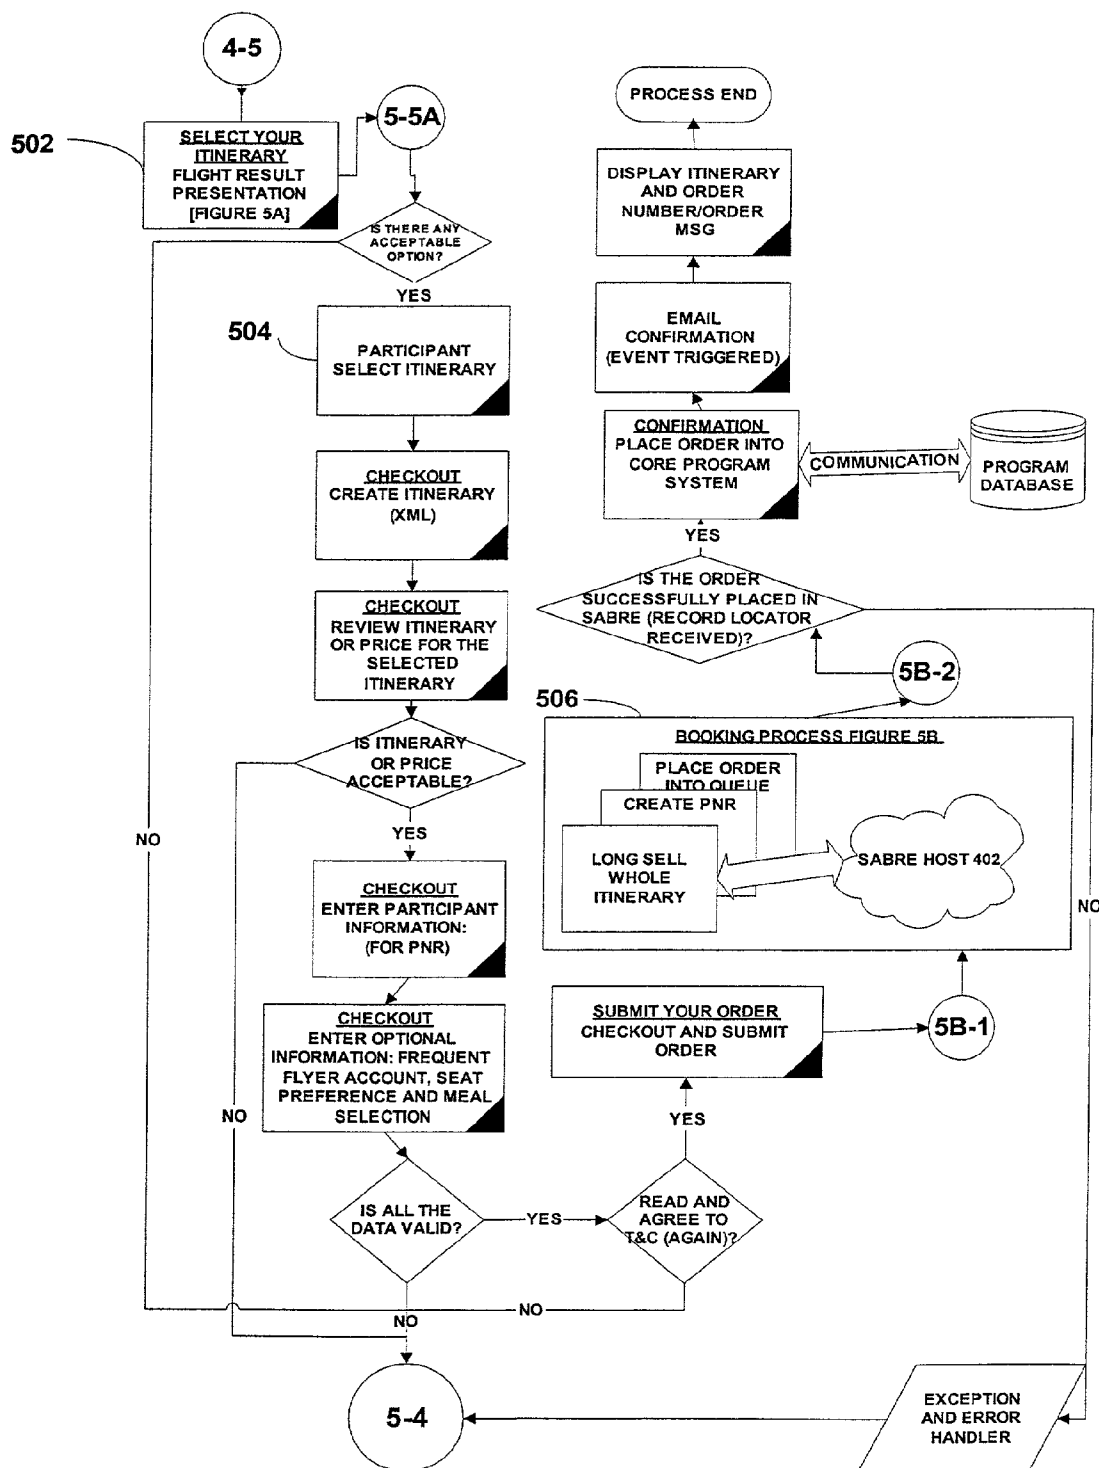 4-5
502
SELECT YOUR
ITINERARY
FLIGHT RESULT
PRESENTATION
[FIGURE 5A]
5-5A
IS THERE ANY
ACCEPTABLE
OPTION?
YES
504
PARTICIPANT
SELECT ITINERARY
CHECKOUT
CREATE ITINERARY
(XML)
CHECKOUT
REVIEW ITINERARY
OR PRICE FOR THE
SELECTED
ITINERARY
IS ITINERARY
OR PRICE
ACCEPTABLE?
YES
NO
CHECKOUT
ENTER PARTICIPANT
INFORMATION:
(FOR PNR)
CHECKOUT
ENTER OPTIONAL
INFORMATION: FREQUENT
FLYER ACCOUNT, SEAT
PREFERENCE AND MEAL
SELECTION
NO
IS ALL THE
DATA VALID?
YES
READ AND
AGREE TO
T&C (AGAIN)?
NO
NO
5-4
YES
SUBMIT YOUR ORDER
CHECKOUT AND SUBMIT
ORDER
5B-1
506
BOOKING PROCESS FIGURE 5B
PLACE ORDER
INTO QUEUE
CREATE PNR
LONG SELL
WHOLE
ITINERARY
SABRE HOST 402
5B-2
IS THE ORDER
SUCCESSFULLY PLACED IN
SABRE (RECORD LOCATOR
RECEIVED)?
YES
NO
CONFIRMATION
PLACE ORDER INTO
CORE PROGRAM
SYSTEM
COMMUNICATION
PROGRAM
DATABASE
EMAIL
CONFIRMATION
(EVENT TRIGGERED)
DISPLAY ITINERARY
AND ORDER
NUMBER/ORDER
MSG
PROCESS END
EXCEPTION
AND ERROR
HANDLER